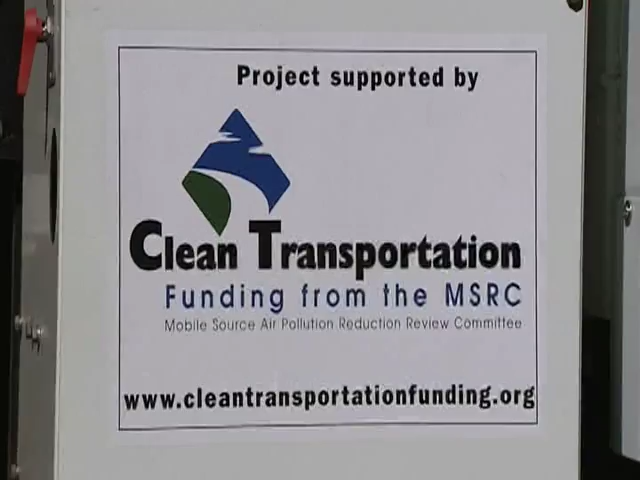 Project supported by
Clean Transportation
Funding from the MSRC
Mobile Source Air Pollution Reduction Review Committee
www.cleantransportationfunding.org